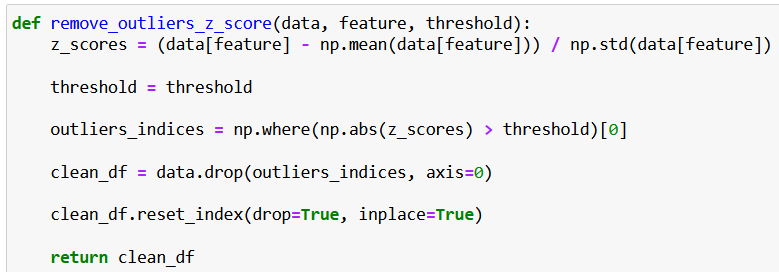 def remove_outliers_z_score(data, feature, threshold):
    z_scores = (data[feature] - np.mean(data[feature])) / np.std(data[feature])
    threshold = threshold
    outliers_indices = np.where(np.abs(z_scores) > threshold)[0]
    clean_df = data.drop(outliers_indices, axis=0)
    clean_df.reset_index(drop=True, inplace=True)
    return clean_df